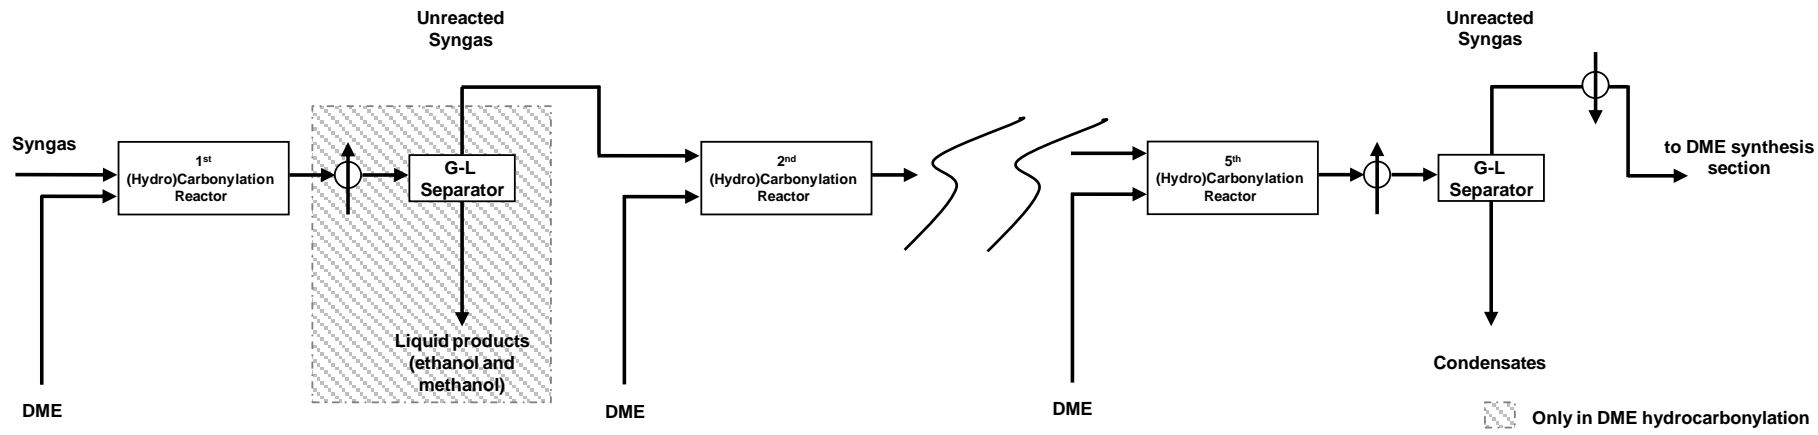 Unreacted
Syngas
Unreacted
Syngas
Syngas
1st
(Hydro)Carbonylation
Reactor
G-L
Separator
2nd
(Hydro)Carbonylation
Reactor
5th
(Hydro)Carbonylation
Reactor
G-L
Separator
to DME synthesis
section
Liquid products
(ethanol and
methanol)
Condensates
DME
DME
DME
Only in DME hydrocarbonylation